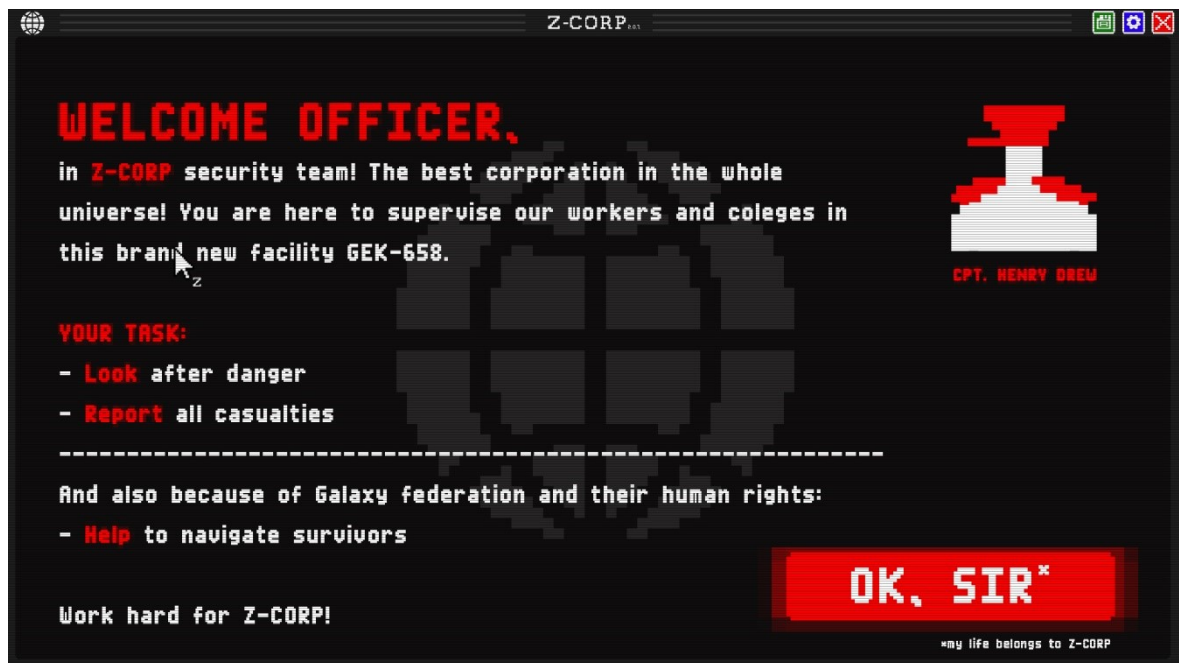 Z-CORP
WELCOME OFFICER,
in Z-CORP security team! The best corporation in the whole
universe! You are here to supervise our workers and coleges in
this brand new facility GEK-658.
CPT. HENRY DREW
YOUR TASK:
- Look after danger
- Report all casualties
-------------------------------------------------------------
And also because of Galaxy federation and their human rights:
- Help to navigate survivors
Work hard for Z-CORP!
OK, SIR*
*my life belongs to Z-CORP
z